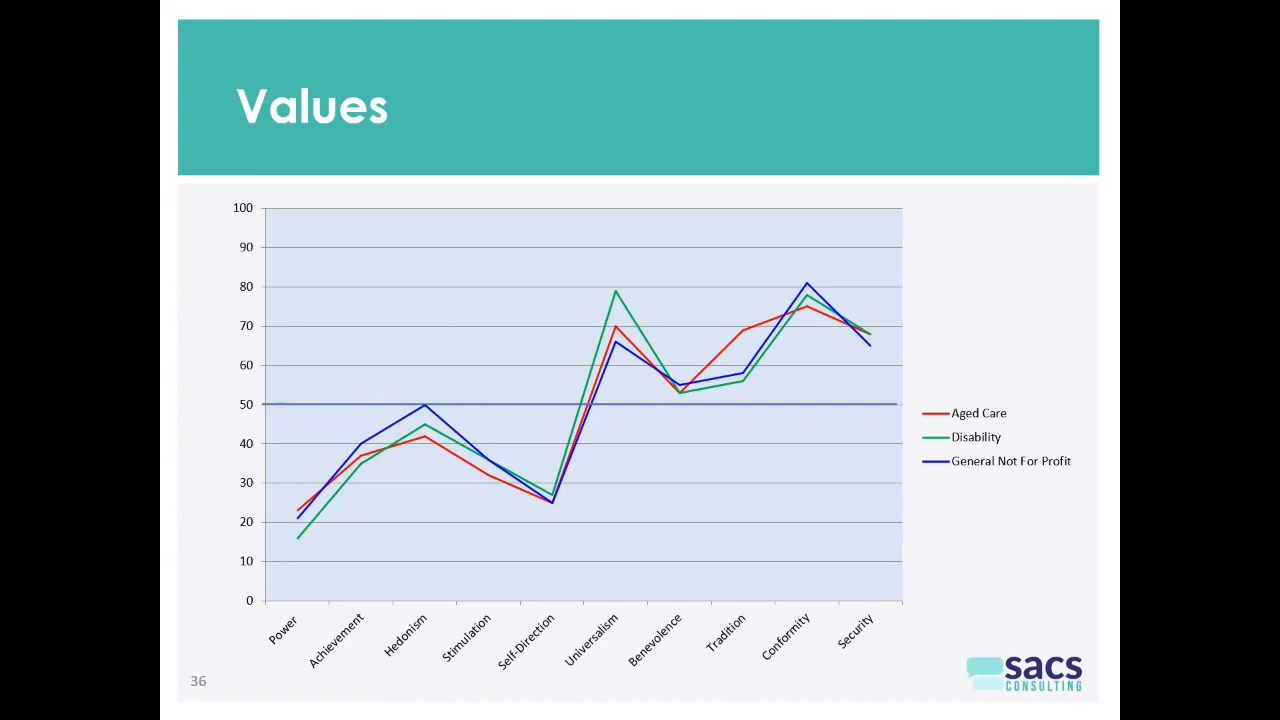 Values
100
90
80
70
60
50
40
30
20
10
0
Power
Achievement
Hedonism
Stimulation
Self-Direction
Universalism
Benevolence
Tradition
Conformity
Security
Aged Care
Disability
General Not For Profit
36
sacs
CONSULTING